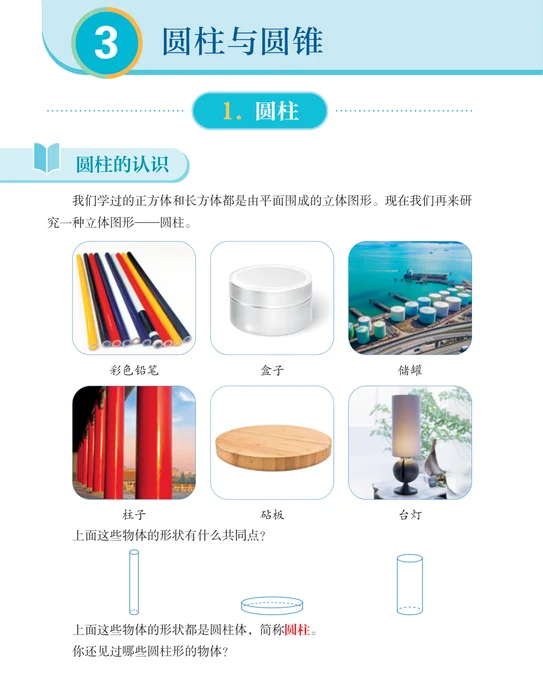 3 圆柱与圆锥
1. 圆柱
圆柱的认识
我们学过的正方体和长方体都是由平面围成的立体图形。现在我们再来研
究一种立体图形——圆柱。
彩色铅笔 盒子 储罐
柱子 砧板 台灯
上面这些物体的形状有什么共同点？
上面这些物体的形状都是圆柱体，简称圆柱。
你还见过哪些圆柱形的物体？